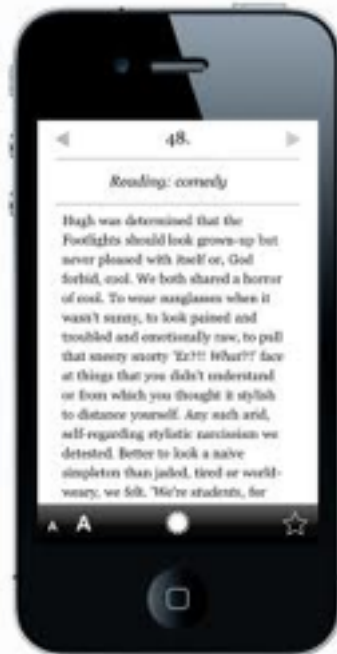 48.
Reading: comedy
Hugh was determined that the
Footlights should look grown-up but
never pleased with itself or, God
forbid, cool. We both shared a horror
of cool. To wear sunglasses when it
wasn't sunny, to look pained and
troubled and emotionally raw, to pull
that sneery snorty 'Er?!! What?!' face
at things that you didn't understand
or from which you thought it stylish
to distance yourself. Any such arid,
self-regarding stylistic narcissism we
detested. Better to look a naive
simpleton than jaded, tired or world-
weary, we felt. 'We're students, for
A A